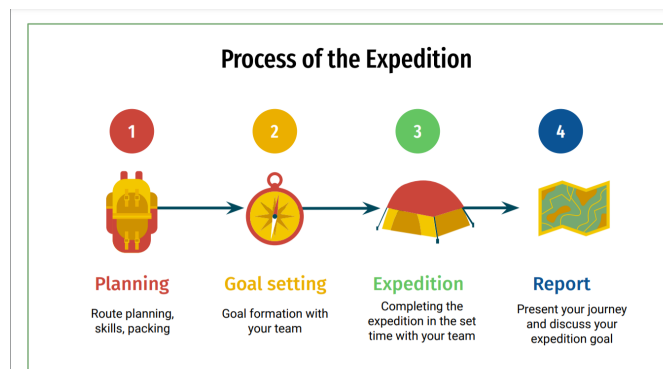 Process of the Expedition
1
2
3
4
Planning
Route planning,
skills, packing
Goal setting
Goal formation with
your team
Expedition
Completing the
expedition in the set
time with your team
Report
Present your journey
and discuss your
expedition goal